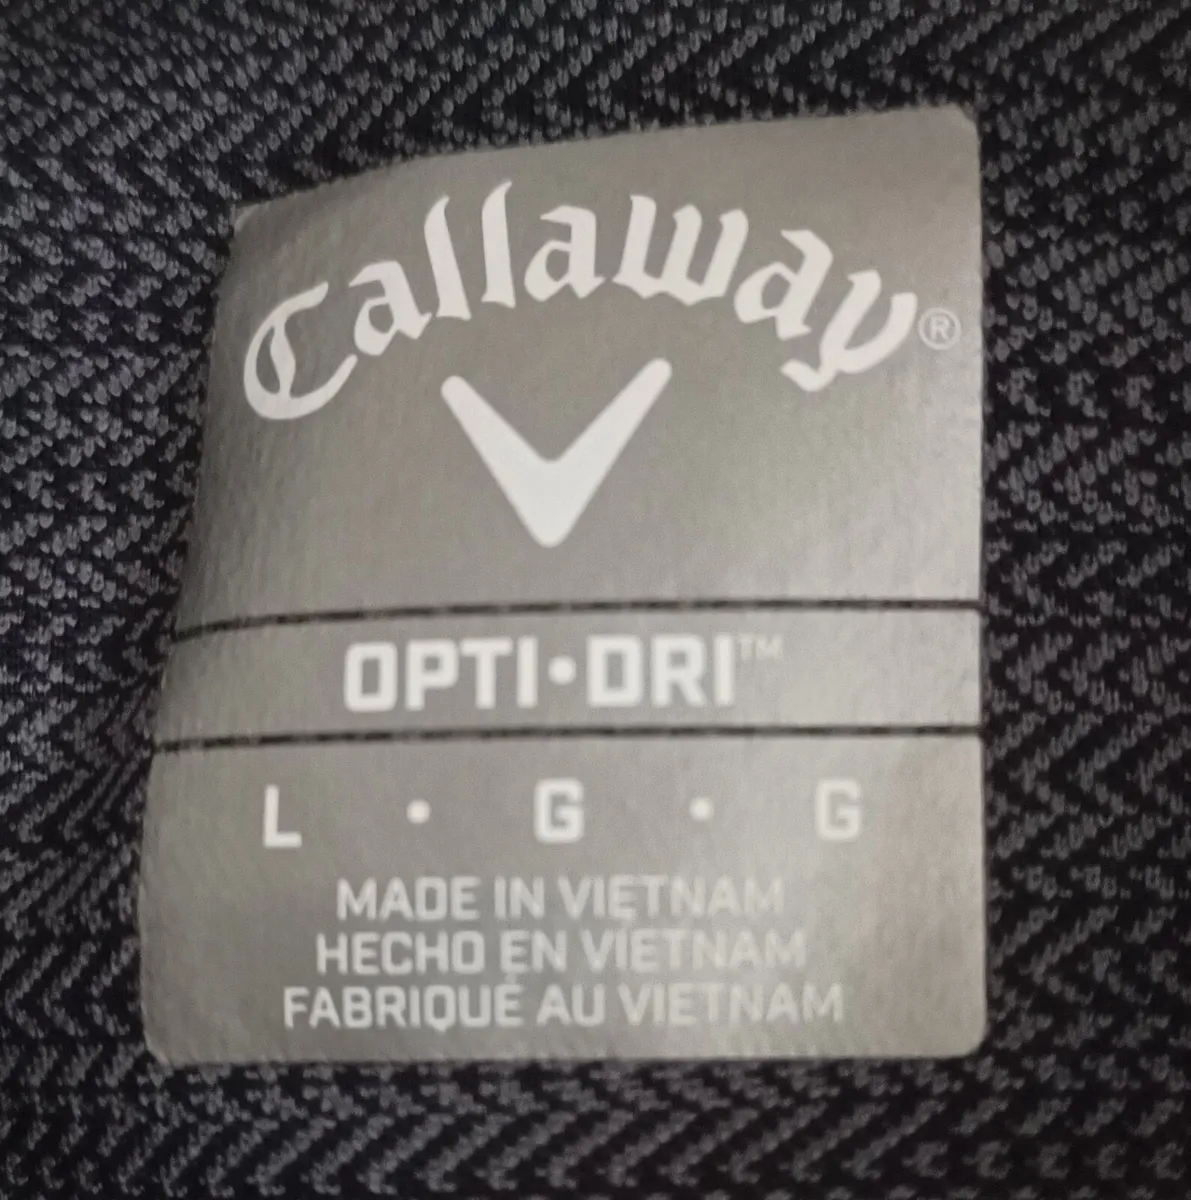 Callaway®
OPTI•DRI™
L • G • G
MADE IN VIETNAM
HECHO EN VIETNAM
FABRIQUÉ AU VIETNAM